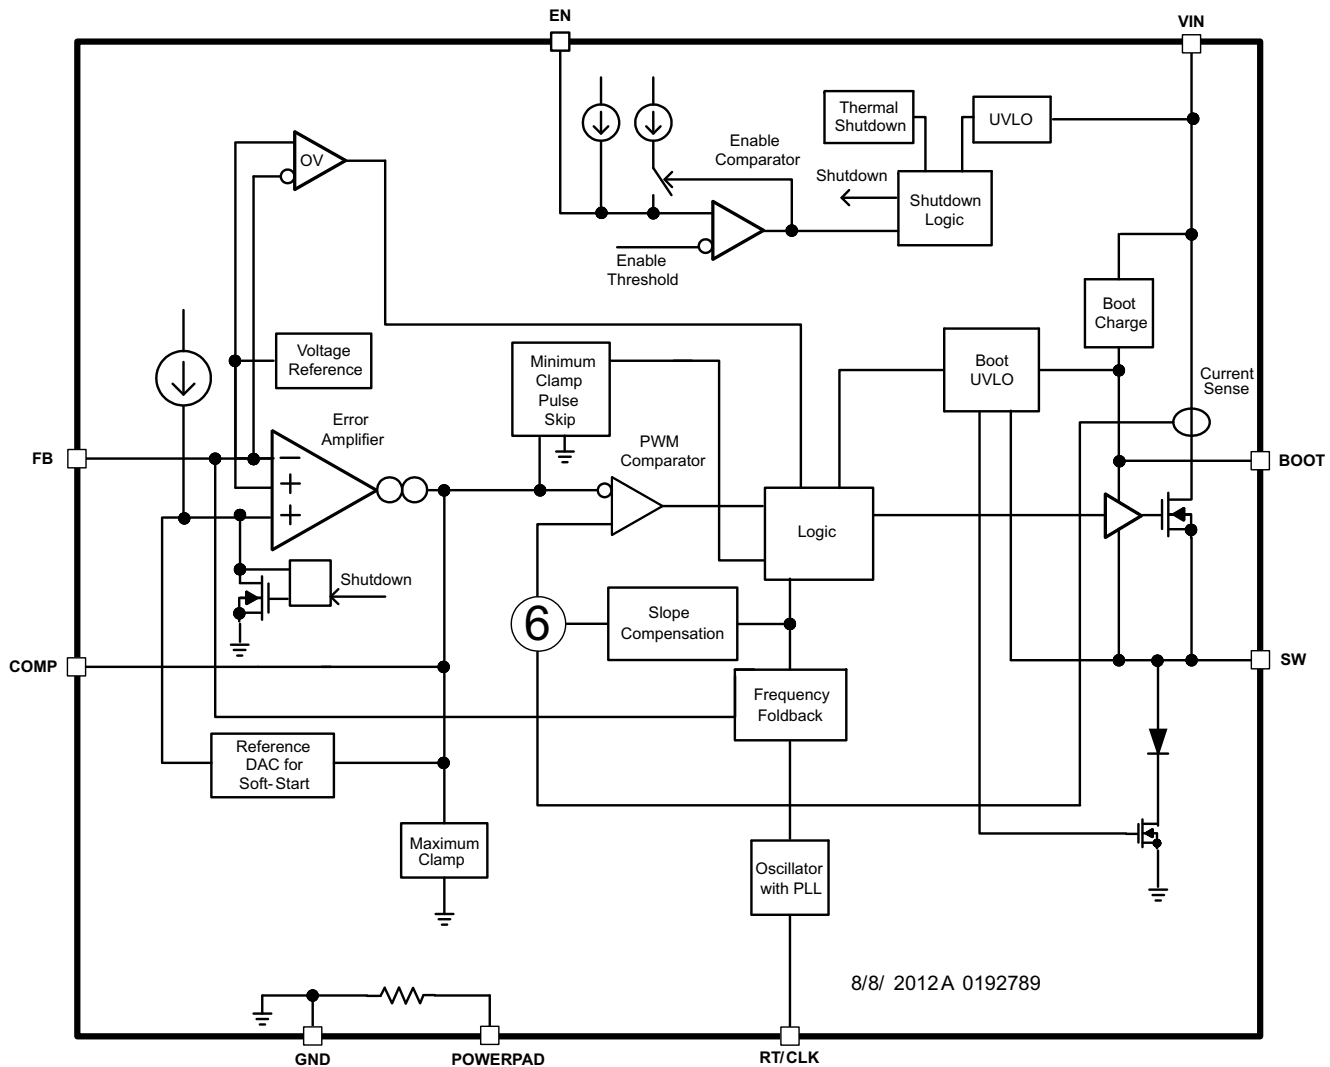 EN
VIN
Thermal
Shutdown
UVLO
Enable
Comparator
OV
Shutdown
Shutdown
Logic
Enable
Threshold
Boot
Charge
Voltage
Reference
Minimum
Clamp
Pulse
Skip
Boot
UVLO
Current
Sense
Error
Amplifier
PWM
Comparator
FB
BOOT
−
+
+
Logic
Shutdown
6
Slope
Compensation
COMP
SW
Frequency
Foldback
Reference
DAC for
Soft-Start
Maximum
Clamp
Oscillator
with PLL
8/8/ 2012A 0192789
GND
POWERPAD
RT/CLK